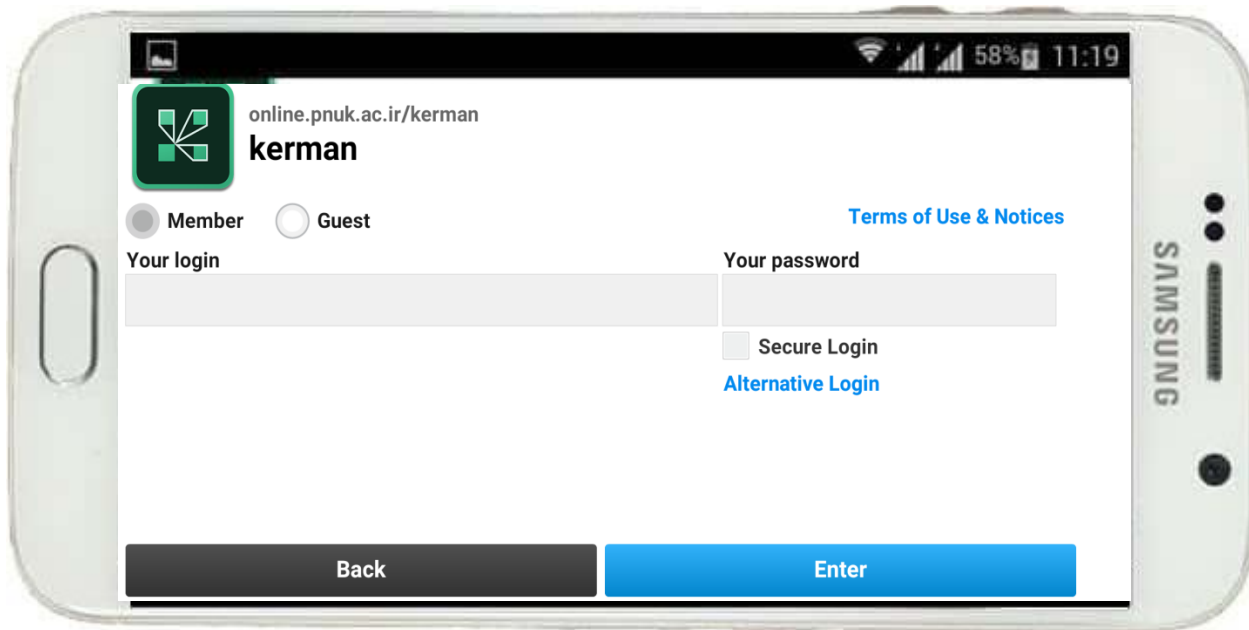 58% 11:19
online.pnuk.ac.ir/kerman
kerman
Member Guest Terms of Use & Notices
Your login Your password
Secure Login
Alternative Login
Back Enter
SAMSUNG